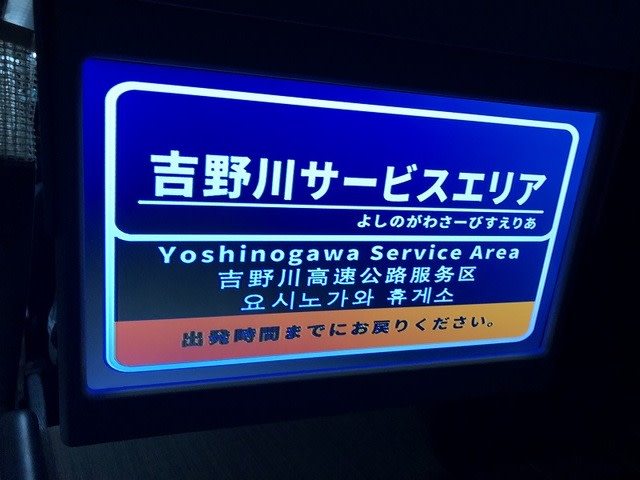 吉野川サービスエリア
よしのがわさーびすえりあ
Yoshinogawa Service Area
吉野川高速公路服务区
요시노가와 휴게소
出発時間までにお戻りください。